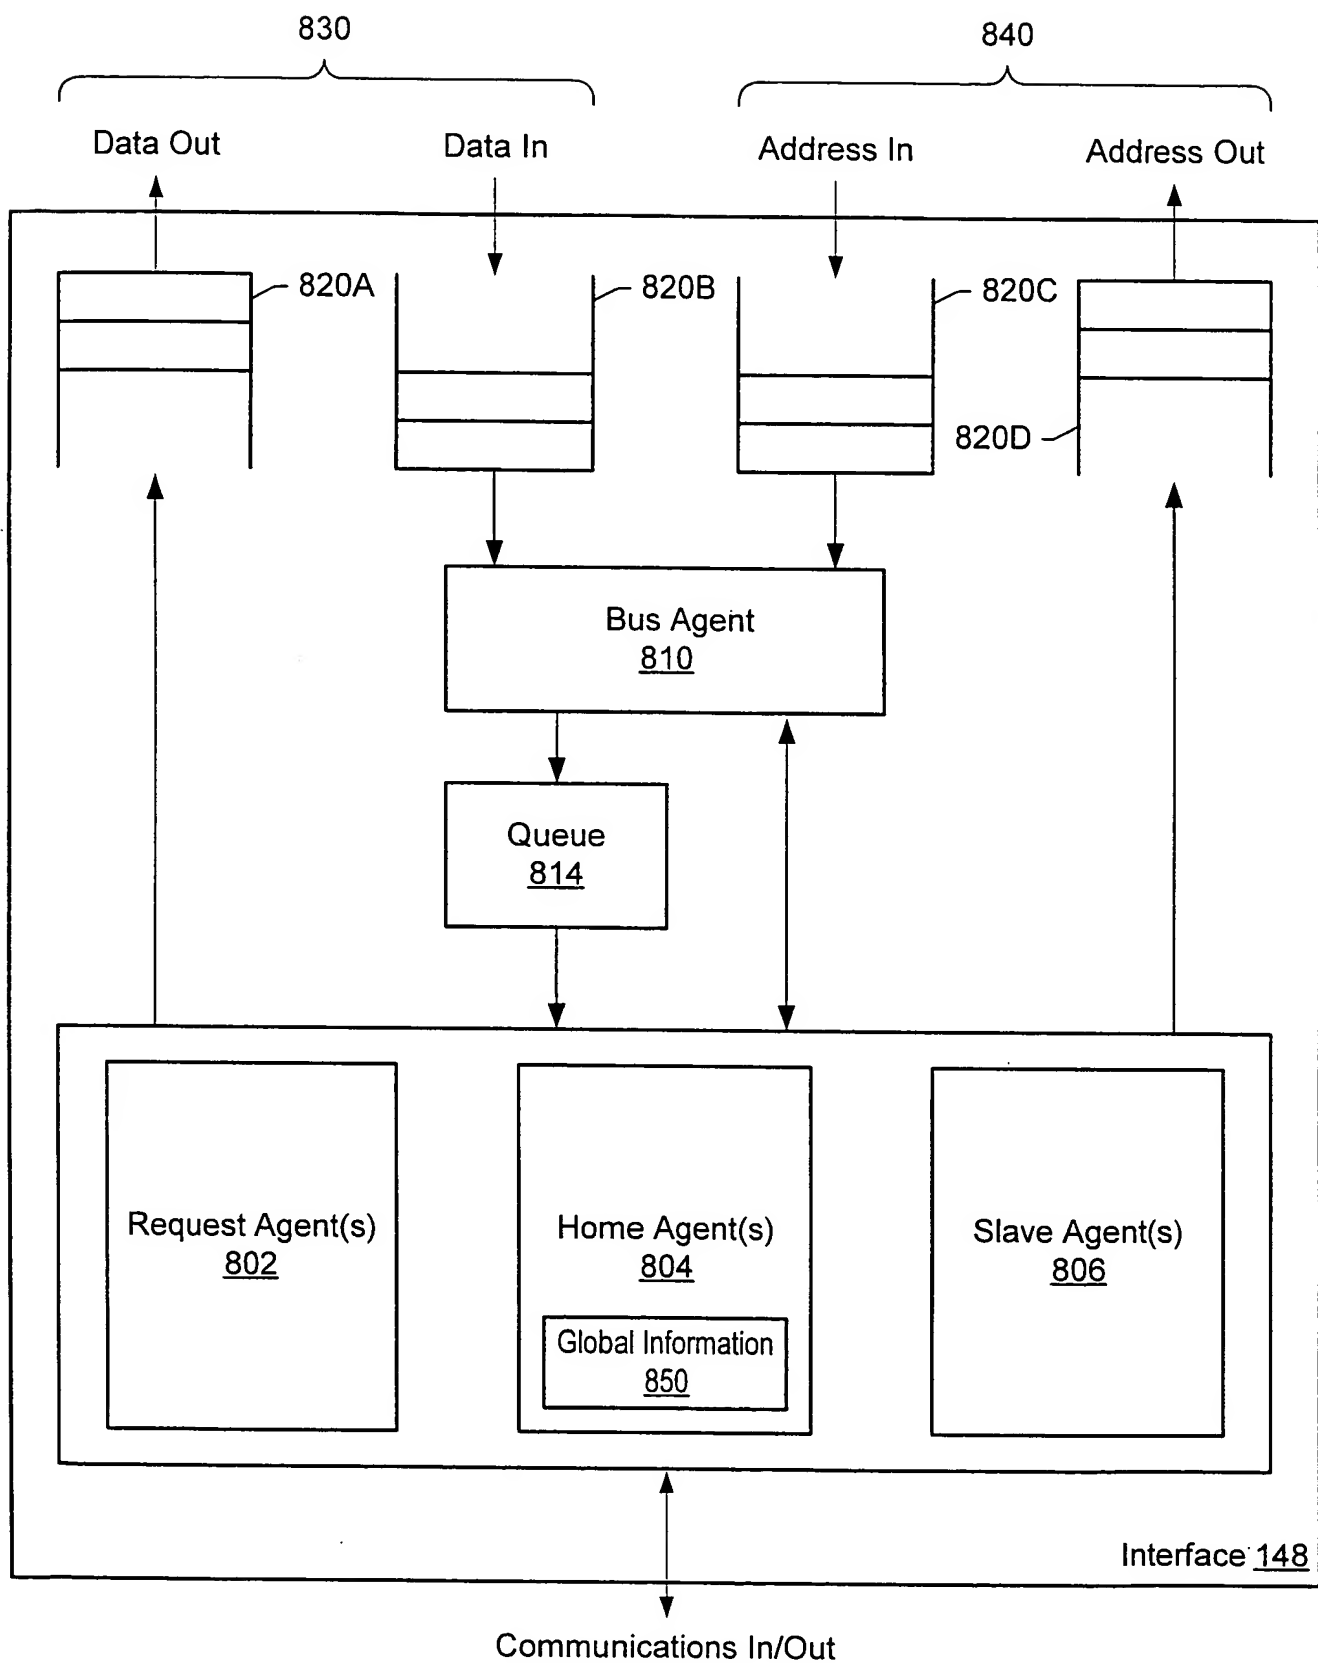 830
840
Data Out
Data In
Address In
Address Out
820A
820B
820C
820D
Bus Agent
810
Queue
814
Request Agent(s)
802
Home Agent(s)
804
Slave Agent(s)
806
Global Information
850
Interface 148
Communications In/Out